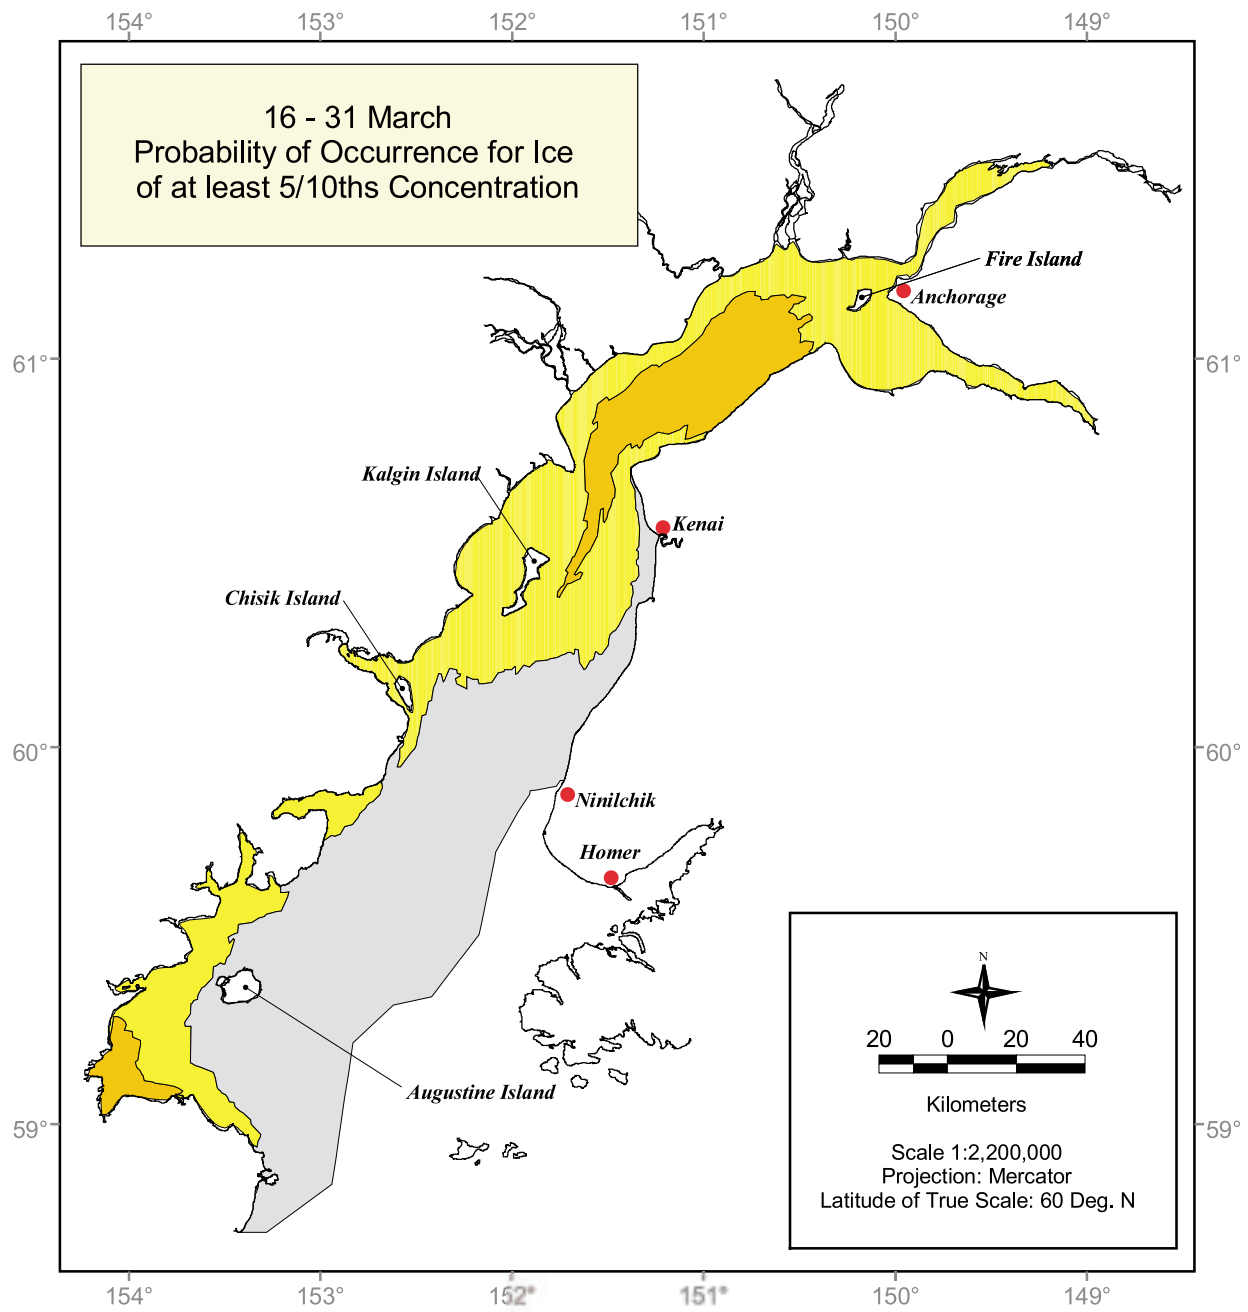 154° 153° 152° 151° 150° 149°
16 - 31 March
Probability of Occurrence for Ice
of at least 5/10ths Concentration
Fire Island
Anchorage
61° 61°
Kalgin Island
Kenai
Chisik Island
60° 60°
Ninilchik
Homer
N
20 0 20 40
Kilometers
Augustine Island
59° 59°
Scale 1:2,200,000
Projection: Mercator
Latitude of True Scale: 60 Deg. N
154° 153° 152° 151° 150° 149°